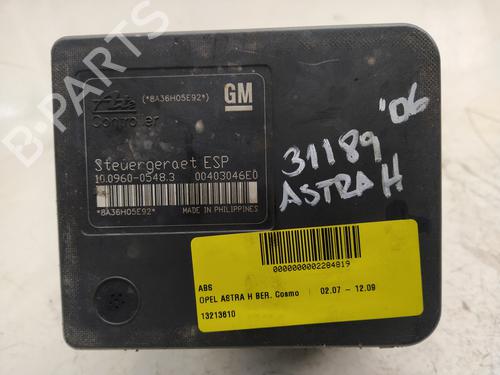 B-PARTS
Ate
(*8A36H05E92*)
GM
Controller
Steuergeraet ESP
10.0960-0548.3 00403046E0
*8A36H05E92* MADE IN PHILIPPINES
'06
31189
ASTRA H
0000000002284819
ABS
OPEL ASTRA H BER. Cosmo | 02.07 – 12.09
13213610